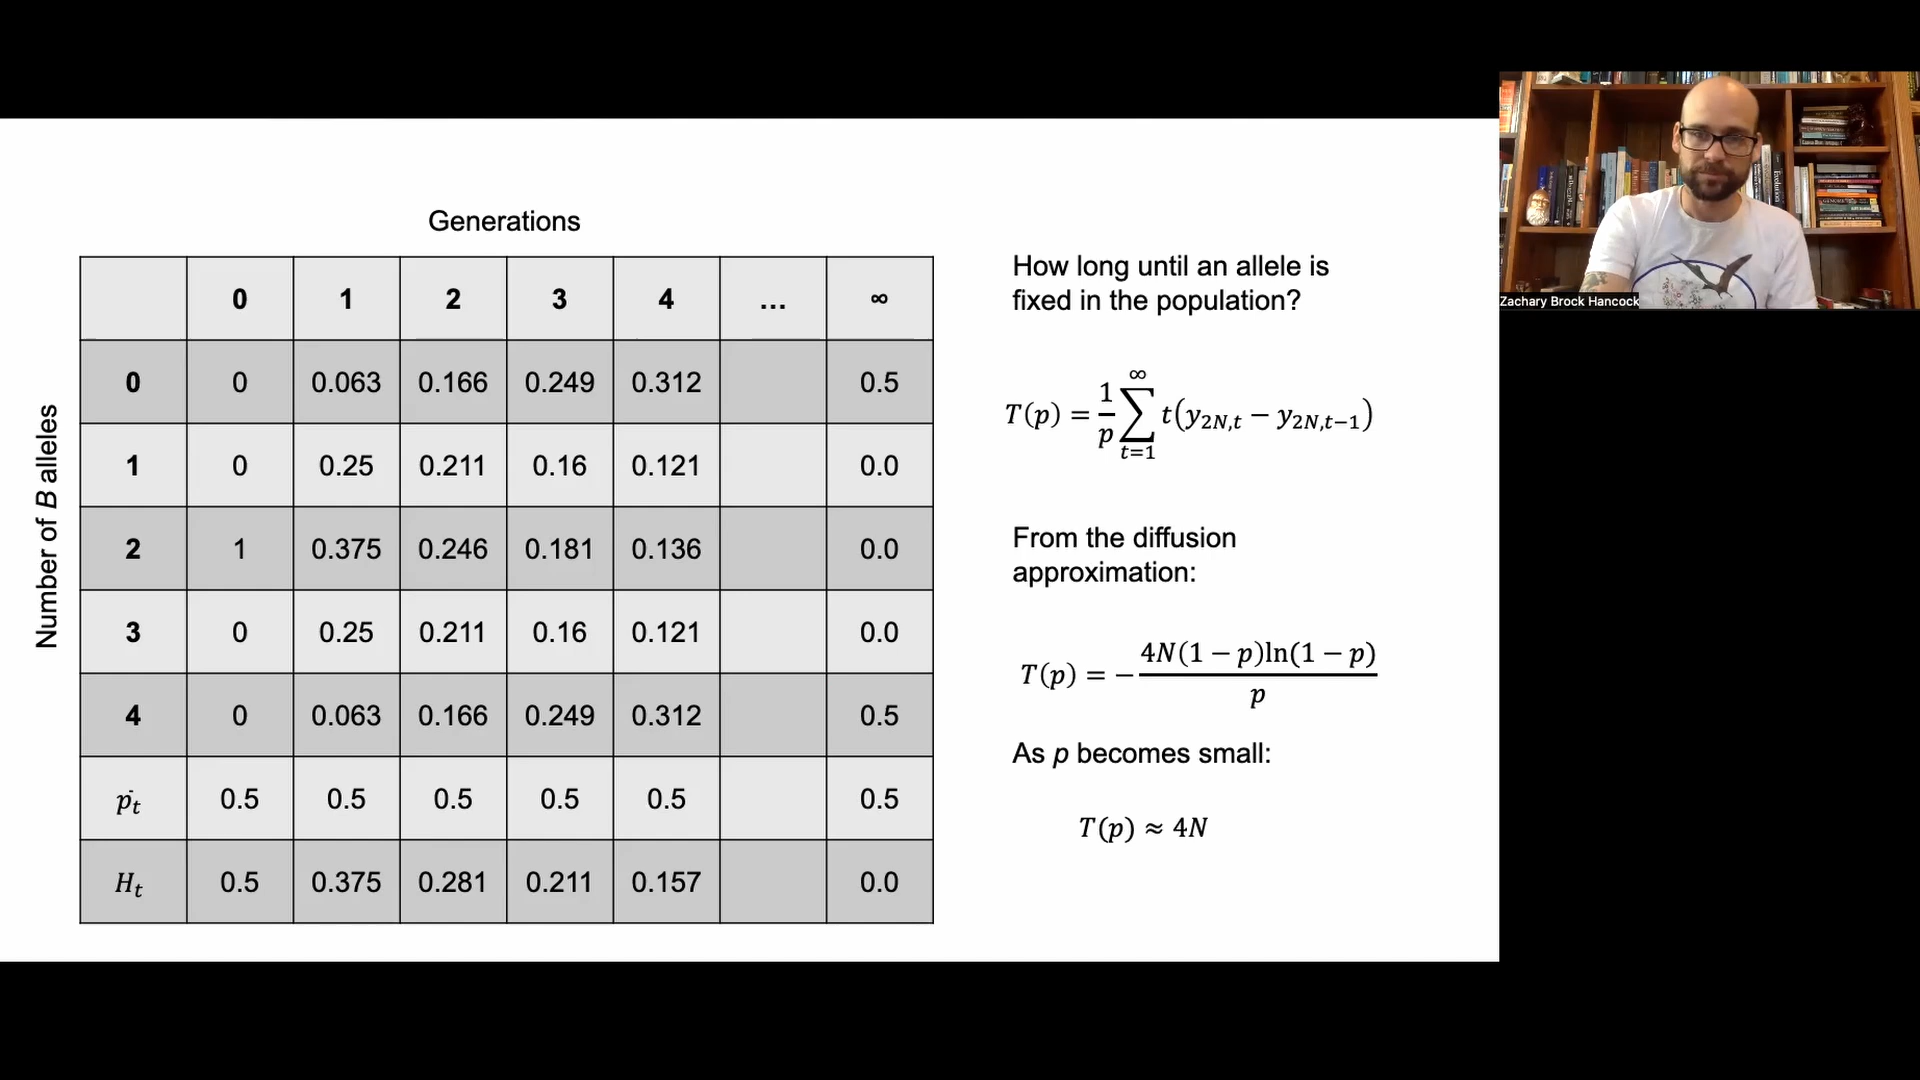 Generations
Number of B alleles
0 1 2 3 4 ... ∞
0 0 0.063 0.166 0.249 0.312 0.5
1 0 0.25 0.211 0.16 0.121 0.0
2 1 0.375 0.246 0.181 0.136 0.0
3 0 0.25 0.211 0.16 0.121 0.0
4 0 0.063 0.166 0.249 0.312 0.5
p̄t 0.5 0.5 0.5 0.5 0.5 0.5
Ht 0.5 0.375 0.281 0.211 0.157 0.0
How long until an allele is
fixed in the population?
T(p) = 1/p ∑_{t=1}^{∞} t(y_{2N,t} − y_{2N,t−1})
From the diffusion
approximation:
T(p) = − 4N(1 − p)ln(1 − p) / p
As p becomes small:
T(p) ≈ 4N
Zachary Brock Hancock